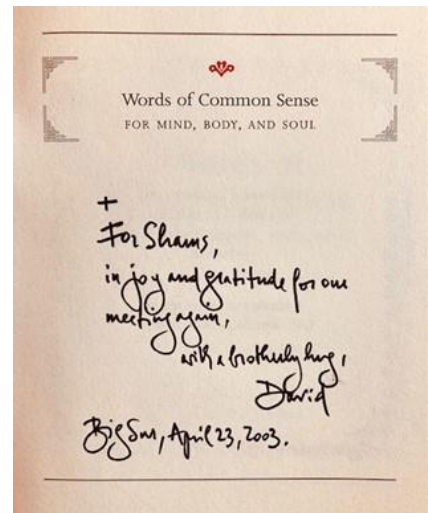 Words of Common Sense
FOR MIND, BODY, AND SOUL
+
For Shams,
in joy and gratitude for our
meeting again,
with a brotherly hug,
David
Big Sur, April 23, 2003.